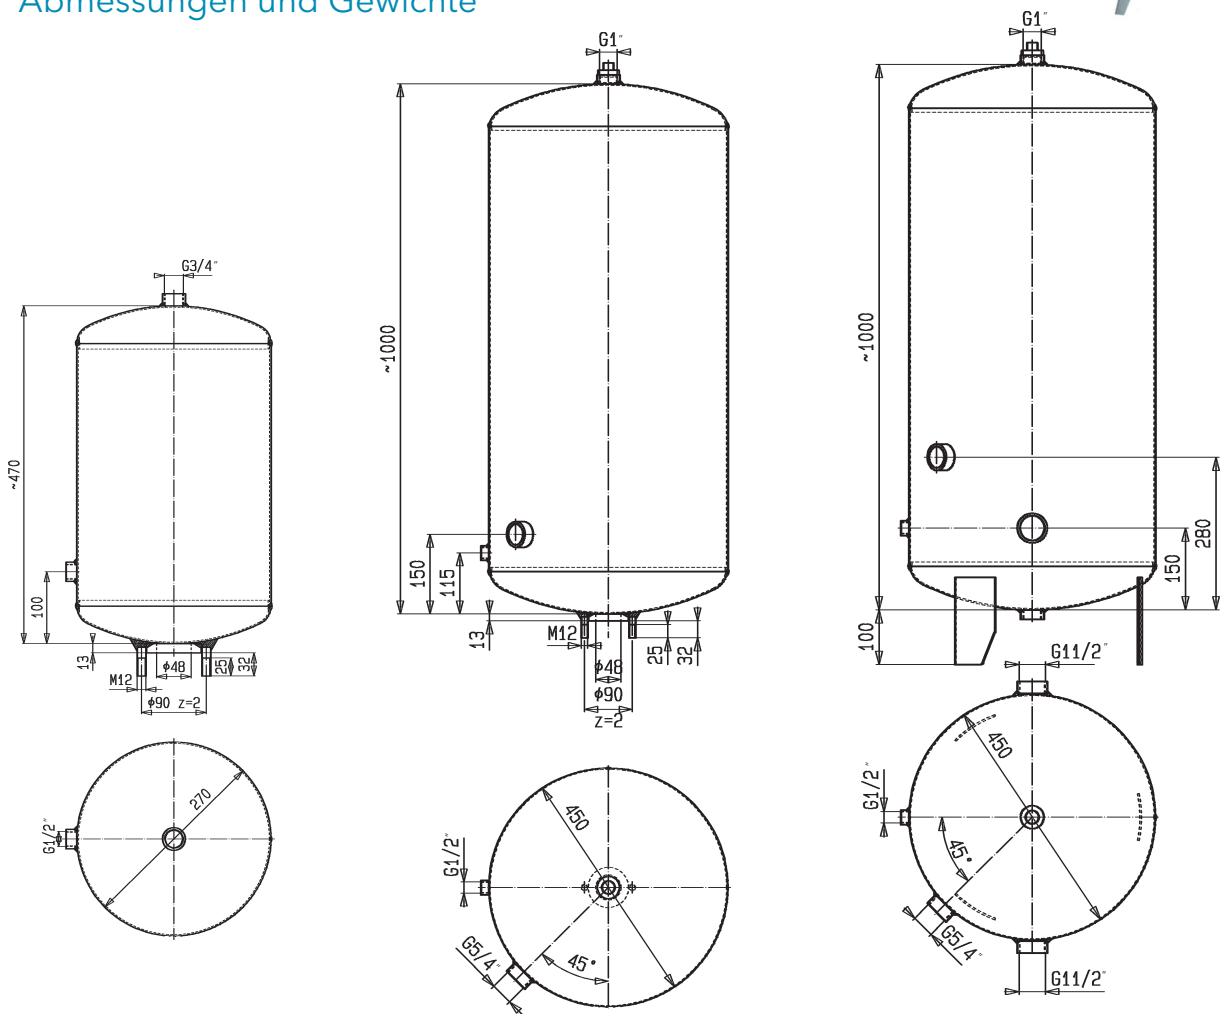 Abmessungen und Gewichte
G3/4"
~470
100
13
M12
ϕ48
25
32
ϕ90 z=2
270
G1/2"
G1"
~1000
150
115
13
M12
25
32
ϕ48
ϕ90
z=2
450
G1/2"
45°
G5/4"
G1"
~1000
280
150
100
G11/2"
450
G1/2"
45°
G5/4"
G11/2"